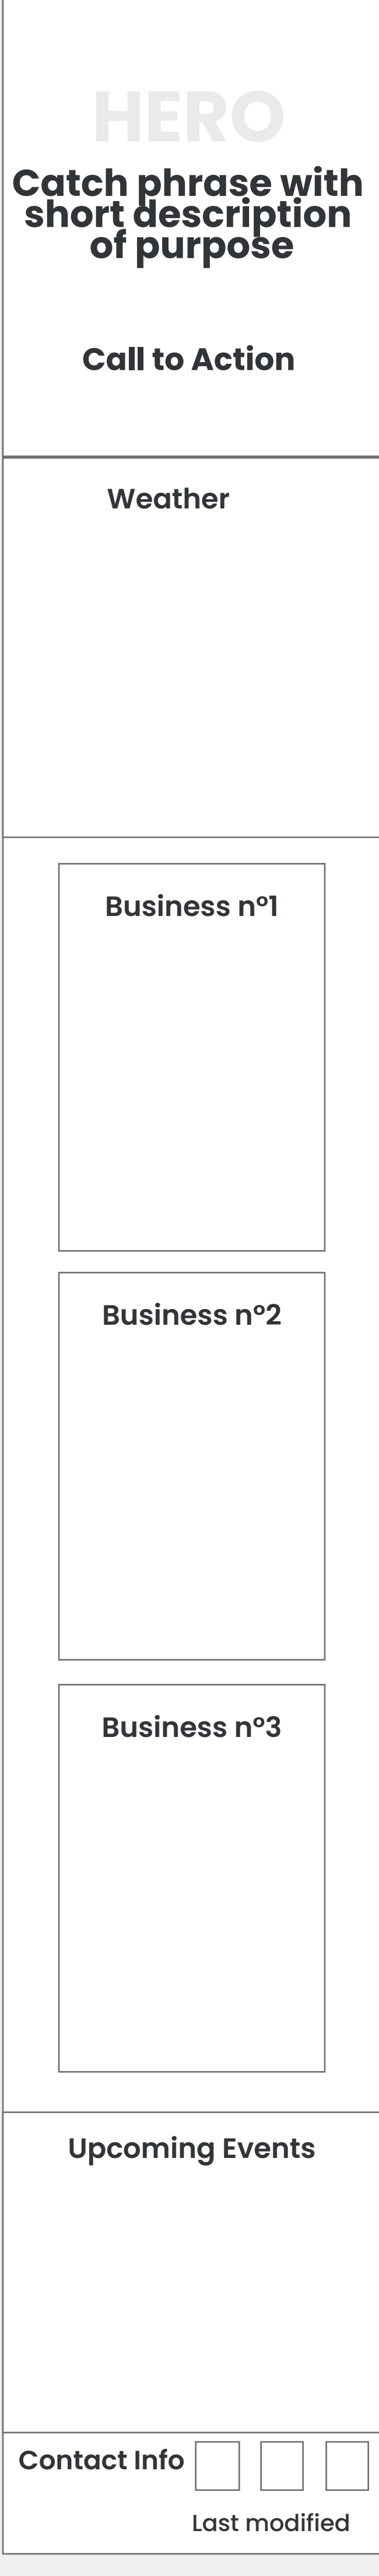 HERO
Catch phrase with
short description
of purpose
Call to Action
Weather
Business nº1
Business nº2
Business nº3
Upcoming Events
Contact Info
Last modified